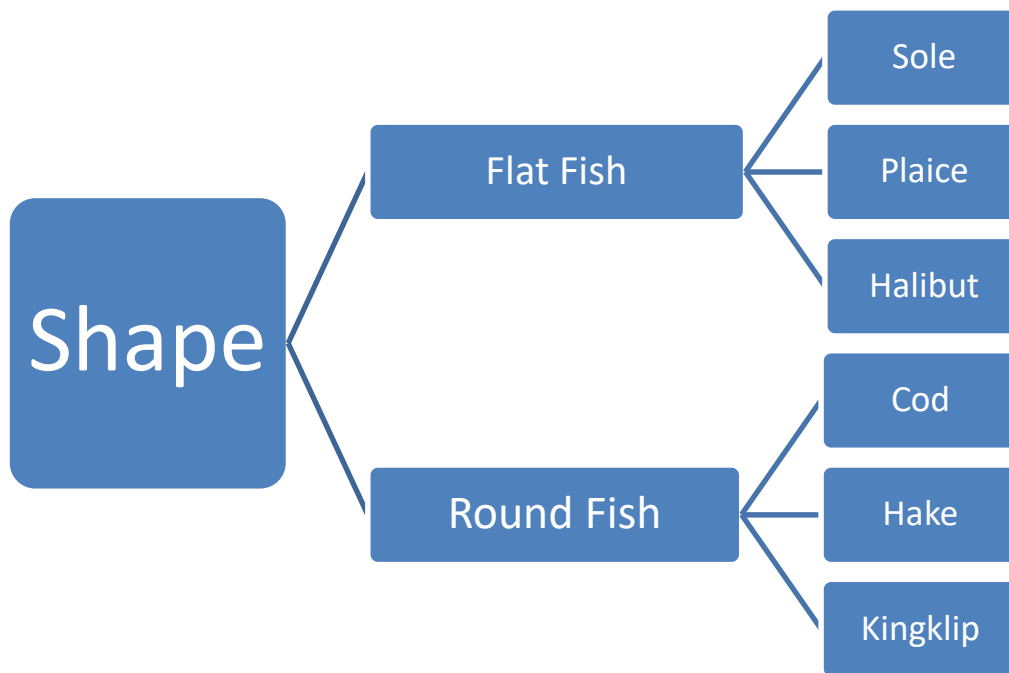 Shape
Flat Fish
Sole
Plaice
Halibut
Round Fish
Cod
Hake
Kingklip